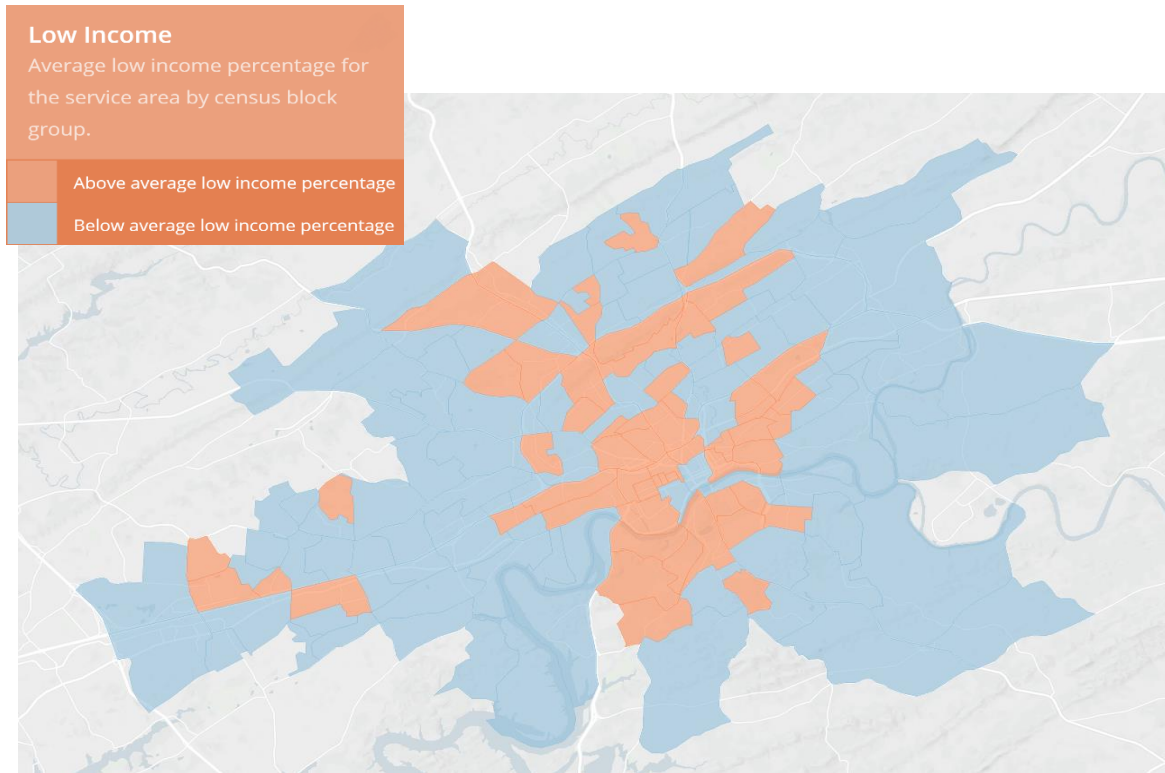 Low Income
Average low income percentage for
the service area by census block
group.
Above average low income percentage
Below average low income percentage